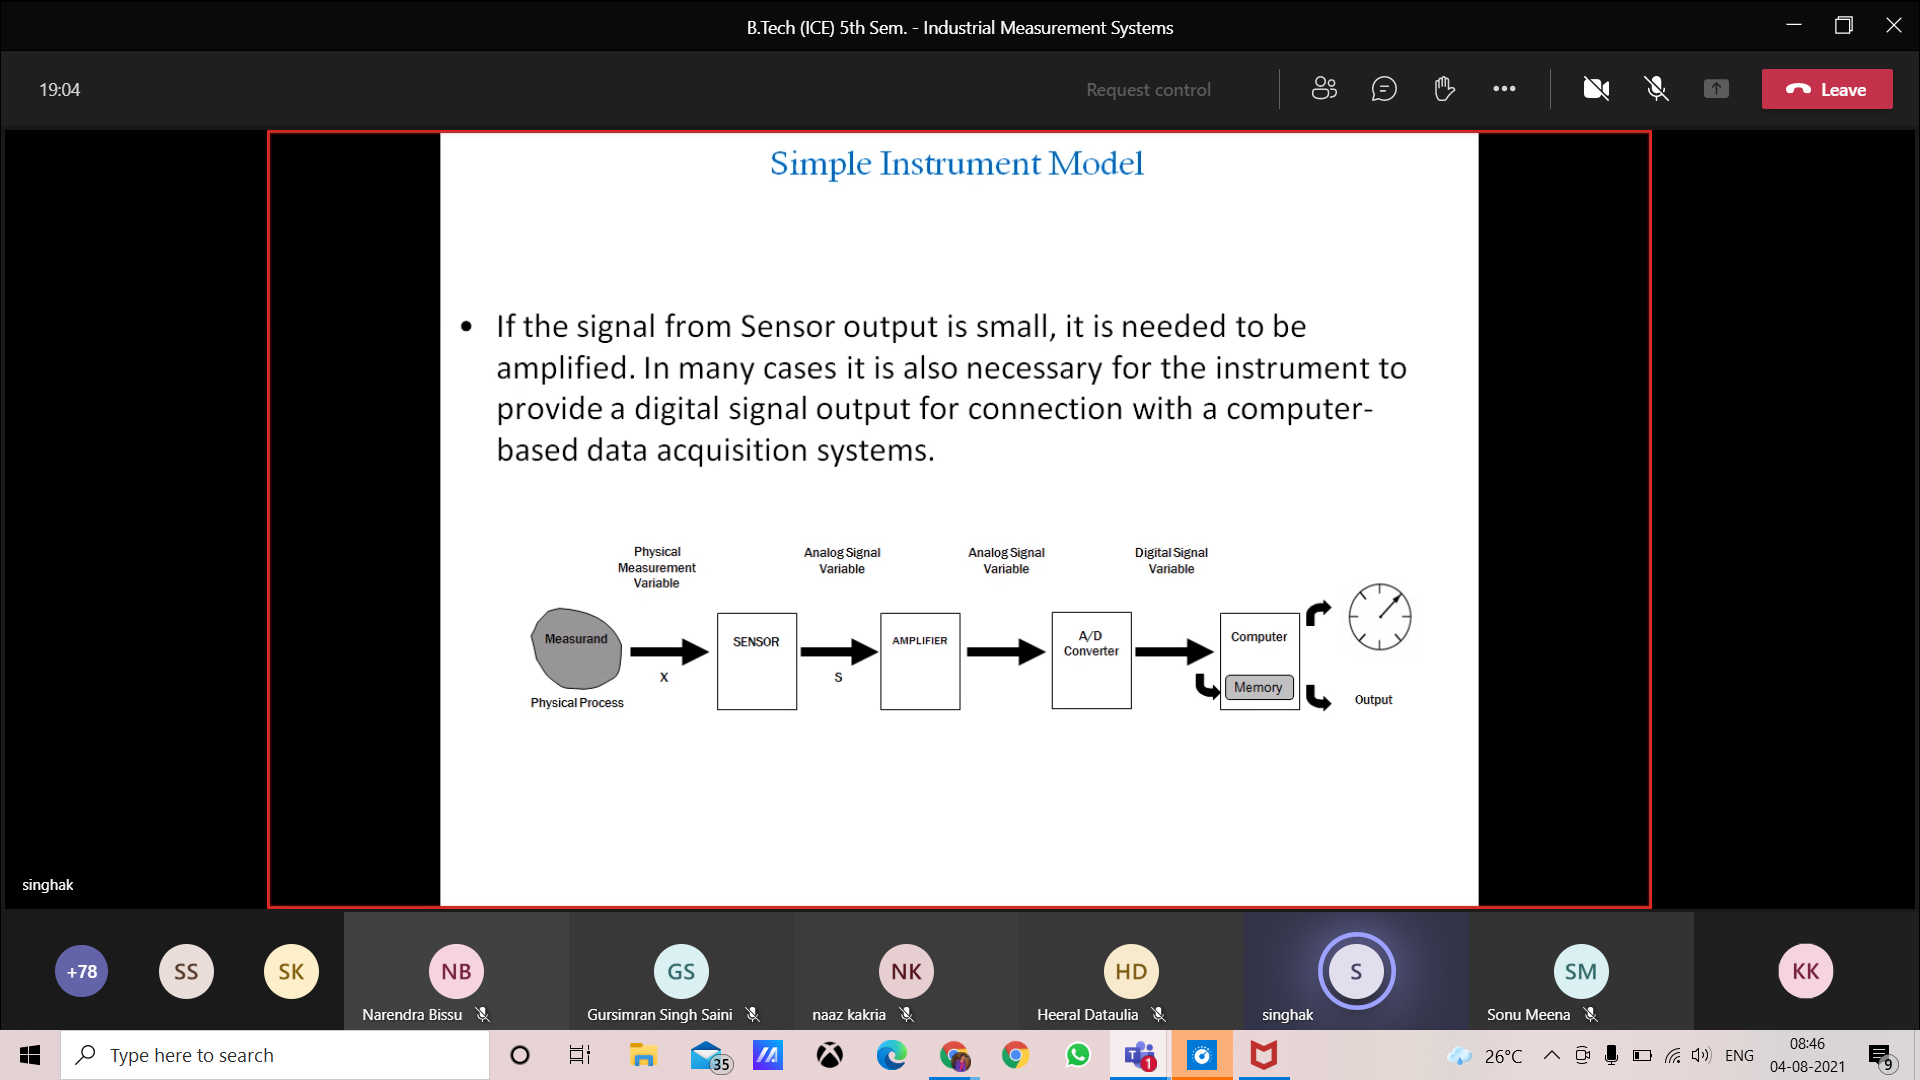 B.Tech (ICE) 5th Sem. - Industrial Measurement Systems
19:04
Request control
Leave
Simple Instrument Model
• If the signal from Sensor output is small, it is needed to be
amplified. In many cases it is also necessary for the instrument to
provide a digital signal output for connection with a computer-
based data acquisition systems.
Physical
Measurement
Variable
Analog Signal
Variable
Analog Signal
Variable
Digital Signal
Variable
Measurand
X
Physical Process
SENSOR
S
AMPLIFIER
A/D
Converter
Computer
Memory
Output
singhak
+78
SS
SK
NB
Narendra Bissu
GS
Gursimran Singh Saini
NK
naaz kakria
HD
Heeral Dataulia
S
singhak
SM
Sonu Meena
KK
Type here to search
35
1
26°C
ENG
08:46
04-08-2021
9